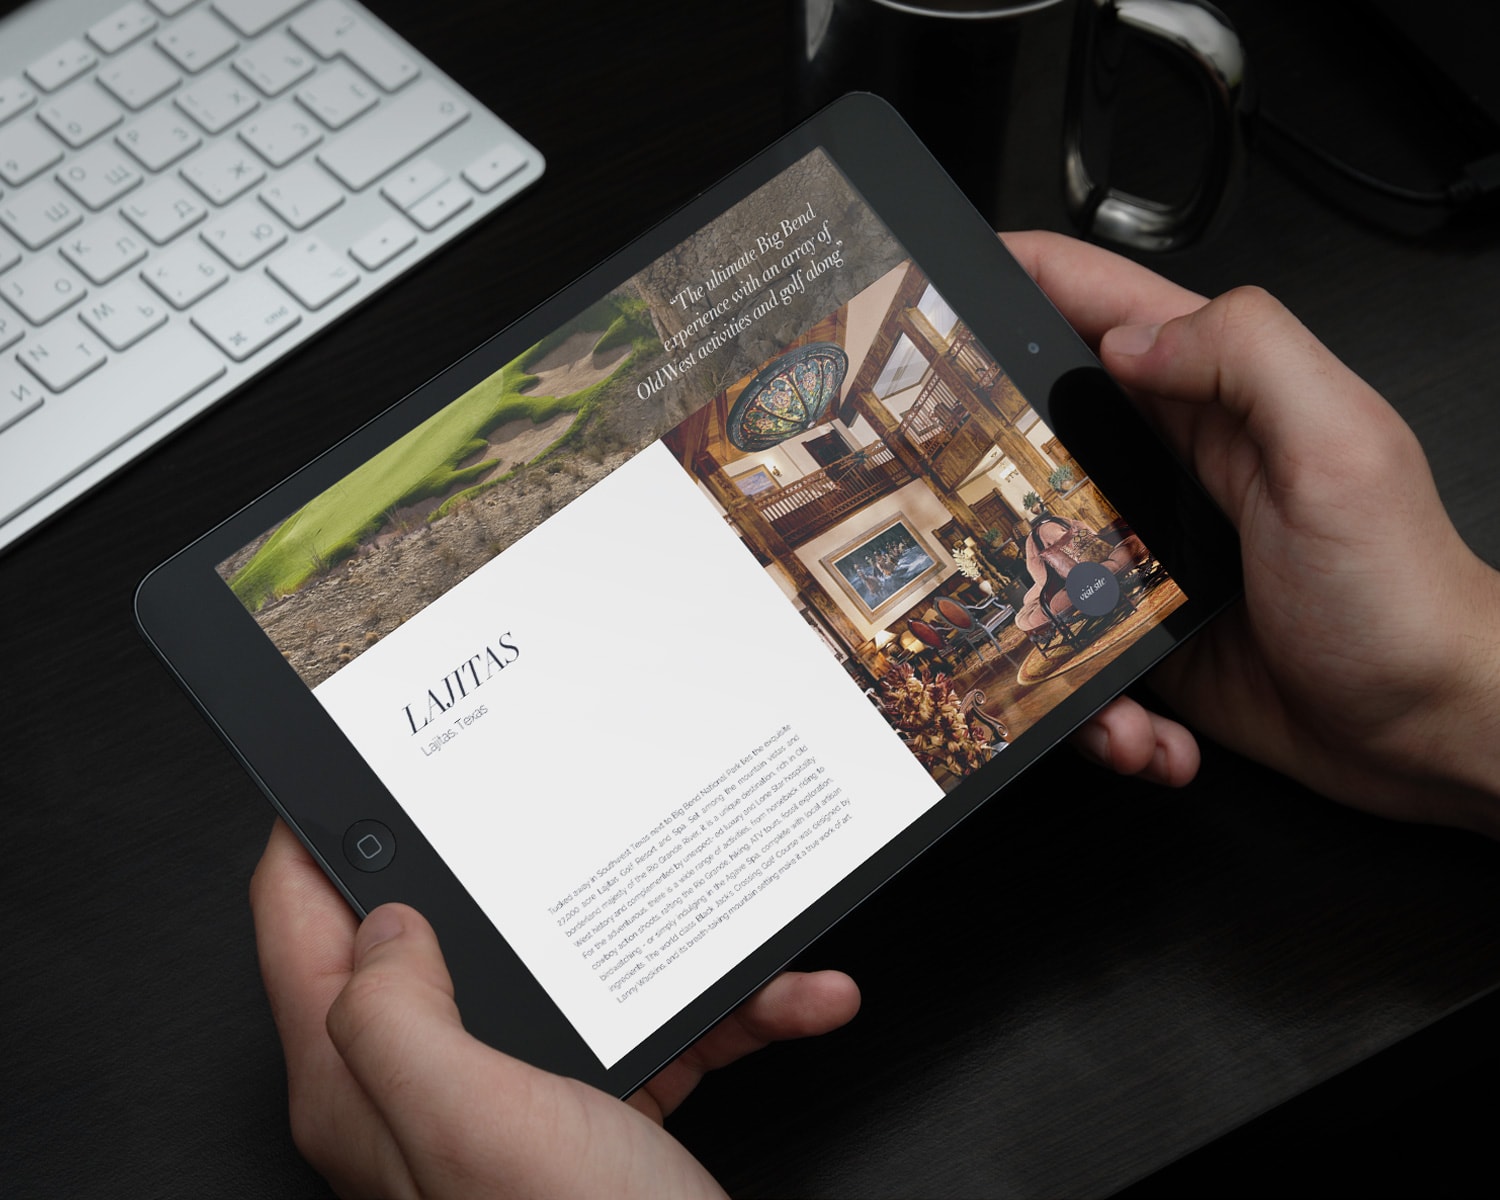 “The ultimate Big Bend
experience with an array of
Old West activities and golf along”
LAJITAS
Lajitas, Texas
Tucked away in Southwest Texas next to Big Bend National Park lies the exquisite
27,000 acre Lajitas Golf Resort and Spa. Set among the mountain vistas and
borderland majesty of the Rio Grande River, it is a unique destination, rich in Old
West history and complemented by unexpect- ed luxury and Lone Star hospitality.
For the adventurous, there is a wide range of activities, from horseback riding, to
cowboy action shoots, rafting the Rio Grande, hiking, ATV tours, fossil exploration,
birdwatching - or simply indulging in the Agave Spa, complete with local artisan
ingredients. The world class Black Jack's Crossing Golf Course was designed by
Lanny Wadkins, and its breath-taking mountain setting make it a true work of art.
visit site
cmd
⌘